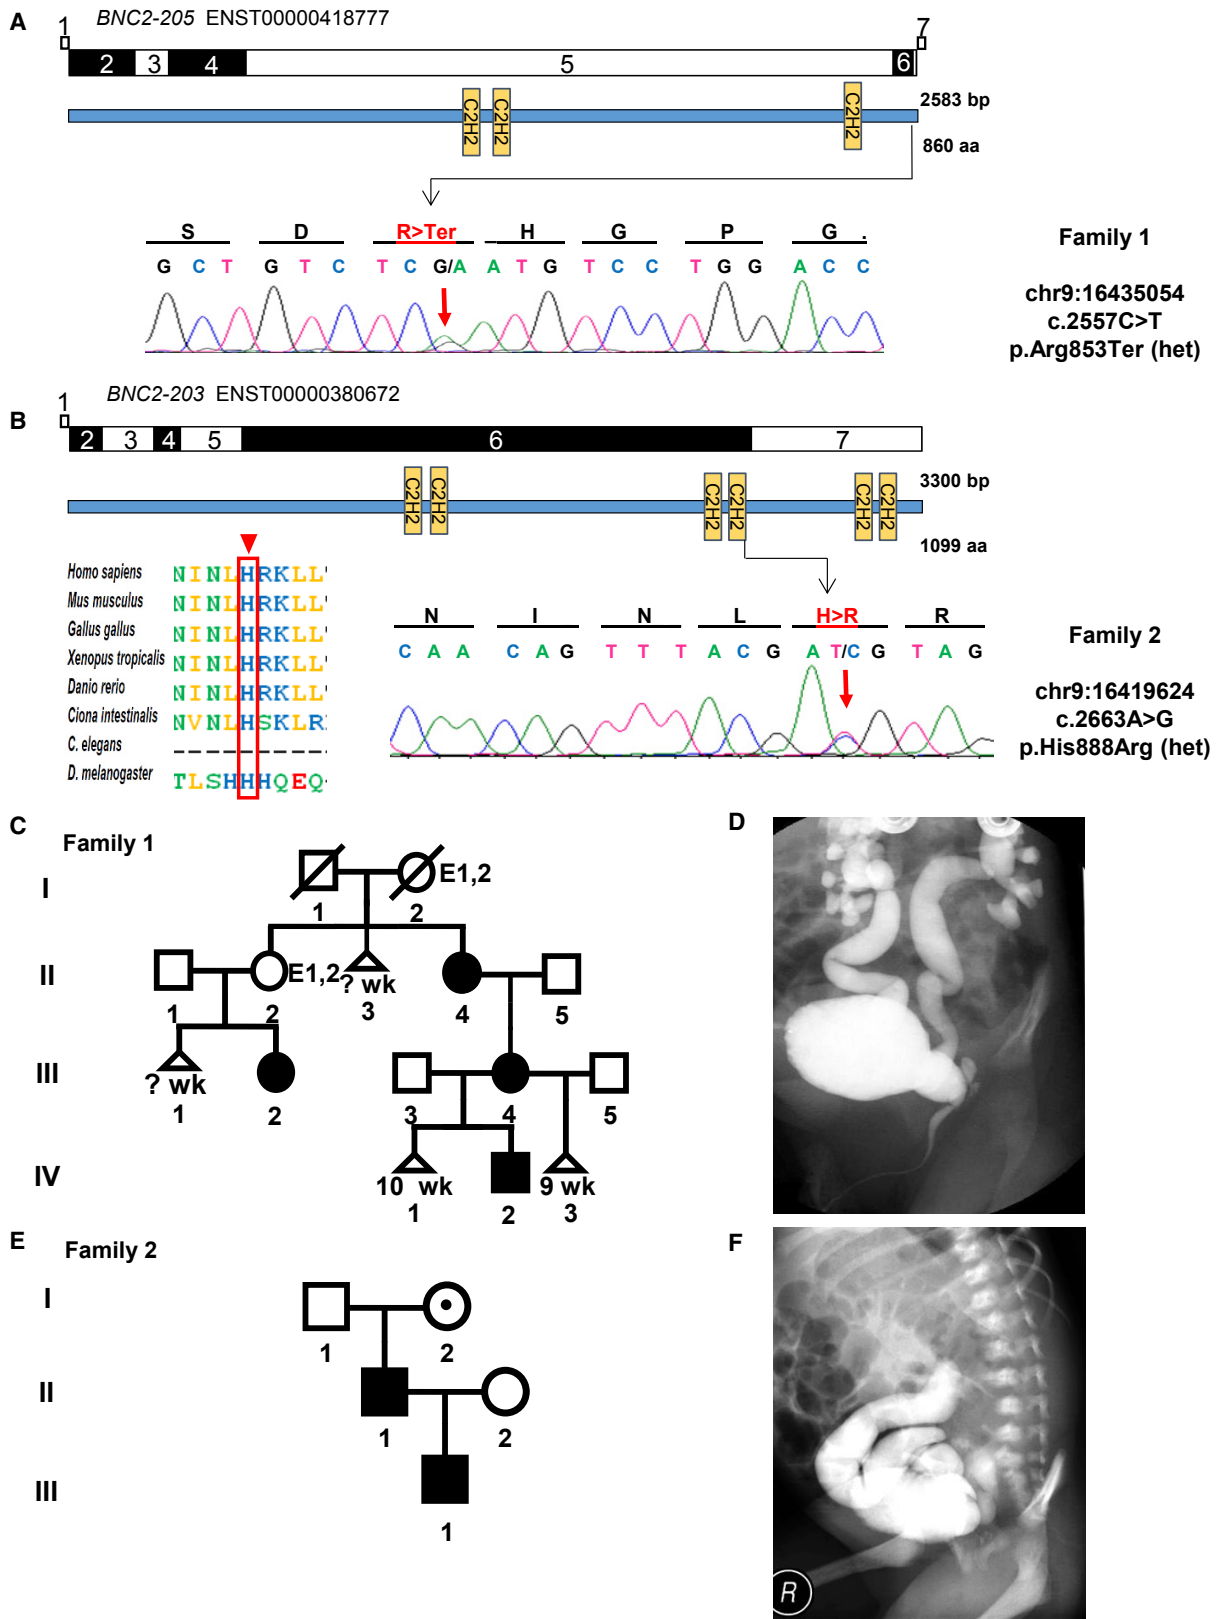 A
BNC2-205 ENST00000418777
1
7
2 3 4 5 6
C2H2 C2H2 C2H2
2583 bp
860 aa
S D R>Ter _H G P G .
G C T G T C T C G/A A T G T C C T G G A C C
Family 1
chr9:16435054
c.2557C>T
p.Arg853Ter (het)
B
BNC2-203 ENST00000380672
1
2 3 4 5 6 7
C2H2 C2H2 C2H2 C2H2 C2H2 C2H2
3300 bp
1099 aa
Homo sapiens NINLHRKLL
Mus musculus NINLHRKLL
Gallus gallus NINLHRKLL
Xenopus tropicalis NINLHRKLL
Danio rerio NINLHRKLL
Ciona intestinalis NVNLHSKLR
C. elegans ---------
D. melanogaster TLSHHHQEQ
N I N L H>R R
C A A C A G T T T A C G A T/C G T A G
Family 2
chr9:16419624
c.2663A>G
p.His888Arg (het)
C
Family 1
I
1 2 E1,2
II
1 2 E1,2 ? wk 3 4 5
III
? wk 1 2 3 4 5
IV
10 wk 1 2 9 wk 3
D
E
Family 2
I
1 2
II
1 2
III
1
F
R